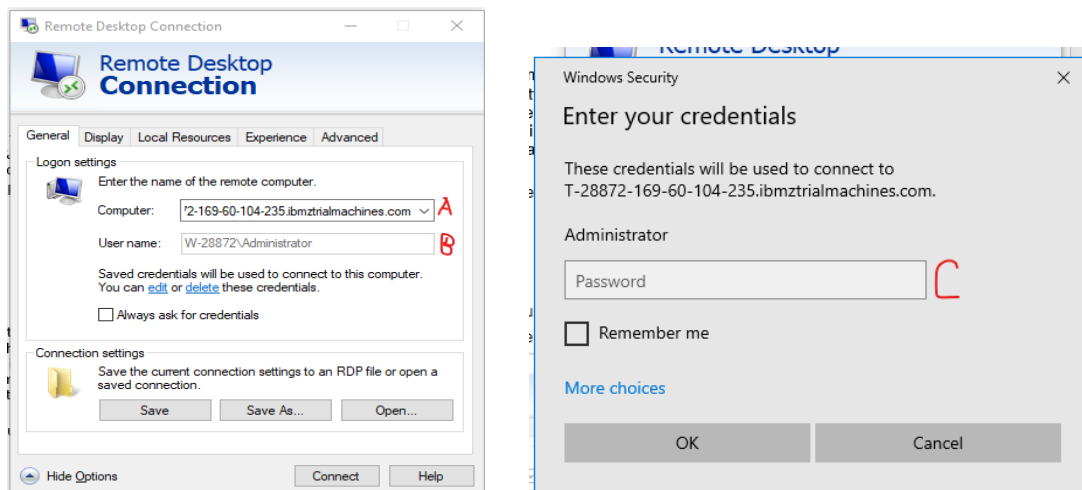 Remote Desktop Connection
Remote Desktop
Connection
General Display Local Resources Experience Advanced
Logon settings
Enter the name of the remote computer.
Computer: '2-169-60-104-235.ibmztrialmachines.com A
User name: W-28872\Administrator B
Saved credentials will be used to connect to this computer.
You can edit or delete these credentials.
Always ask for credentials
Connection settings
Save the current connection settings to an RDP file or open a
saved connection.
Save Save As... Open...
Hide Options Connect Help
Remote Desktop
Windows Security
Enter your credentials
These credentials will be used to connect to
T-28872-169-60-104-235.ibmztrialmachines.com.
Administrator
Password C
Remember me
More choices
OK Cancel